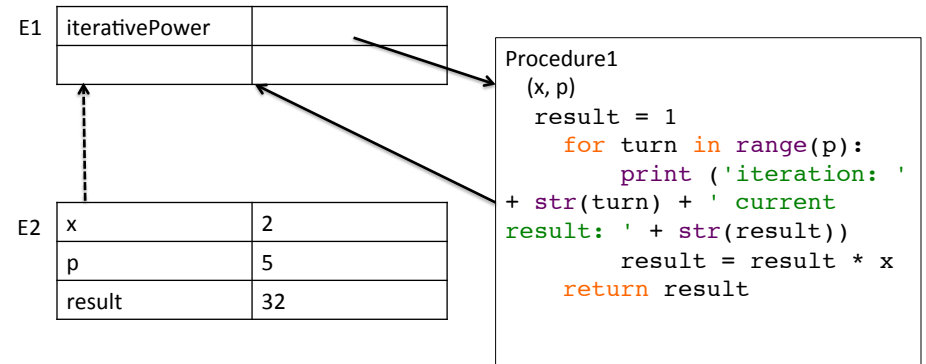 E1 iterativePower
Procedure1
(x, p)
result = 1
for turn in range(p):
print ('iteration: '
+ str(turn) + ' current
result: ' + str(result))
result = result * x
return result
E2 x 2
p 5
result 32